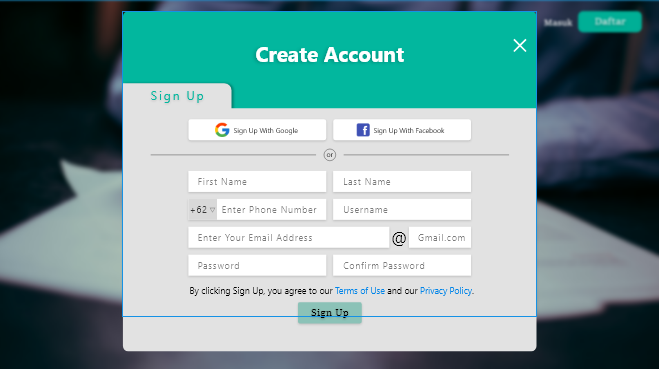 Masuk
Daftar
Create Account
Sign Up
Sign Up With Google
Sign Up With Facebook
or
First Name
Last Name
+62
Enter Phone Number
Username
Enter Your Email Address
@
Gmail.com
Password
Confirm Password
By clicking Sign Up, you agree to our Terms of Use and our Privacy Policy.
Sign Up